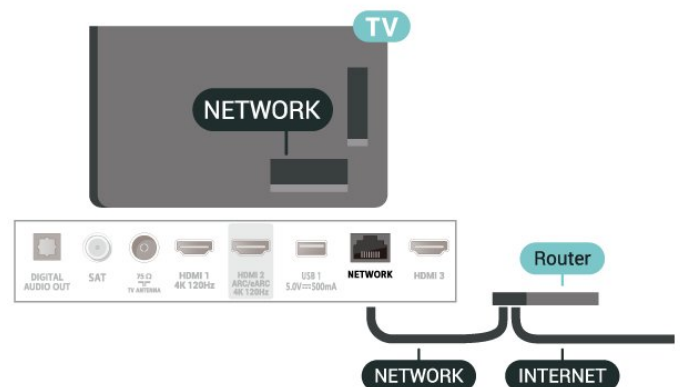 TV
NETWORK
DIGITAL
AUDIO OUT
SAT
75 Ω
TV ANTENNA
HDMI 1
4K 120Hz
HDMI 2
ARC/eARC
4K 120Hz
USB 1
5.0V⎓500mA
NETWORK
HDMI 3
Router
NETWORK
INTERNET